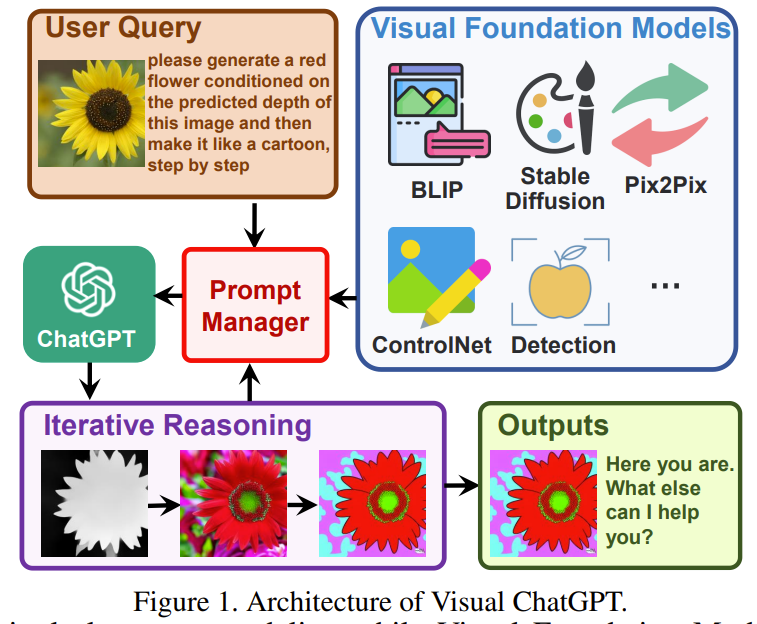 User Query
please generate a red
flower conditioned on
the predicted depth of
this image and then
make it like a cartoon,
step by step
Visual Foundation Models
BLIP
Stable
Diffusion
Pix2Pix
ControlNet
Detection
...
Prompt
Manager
ChatGPT
Iterative Reasoning
Outputs
Here you are.
What else
can I help
you?
Figure 1. Architecture of Visual ChatGPT.